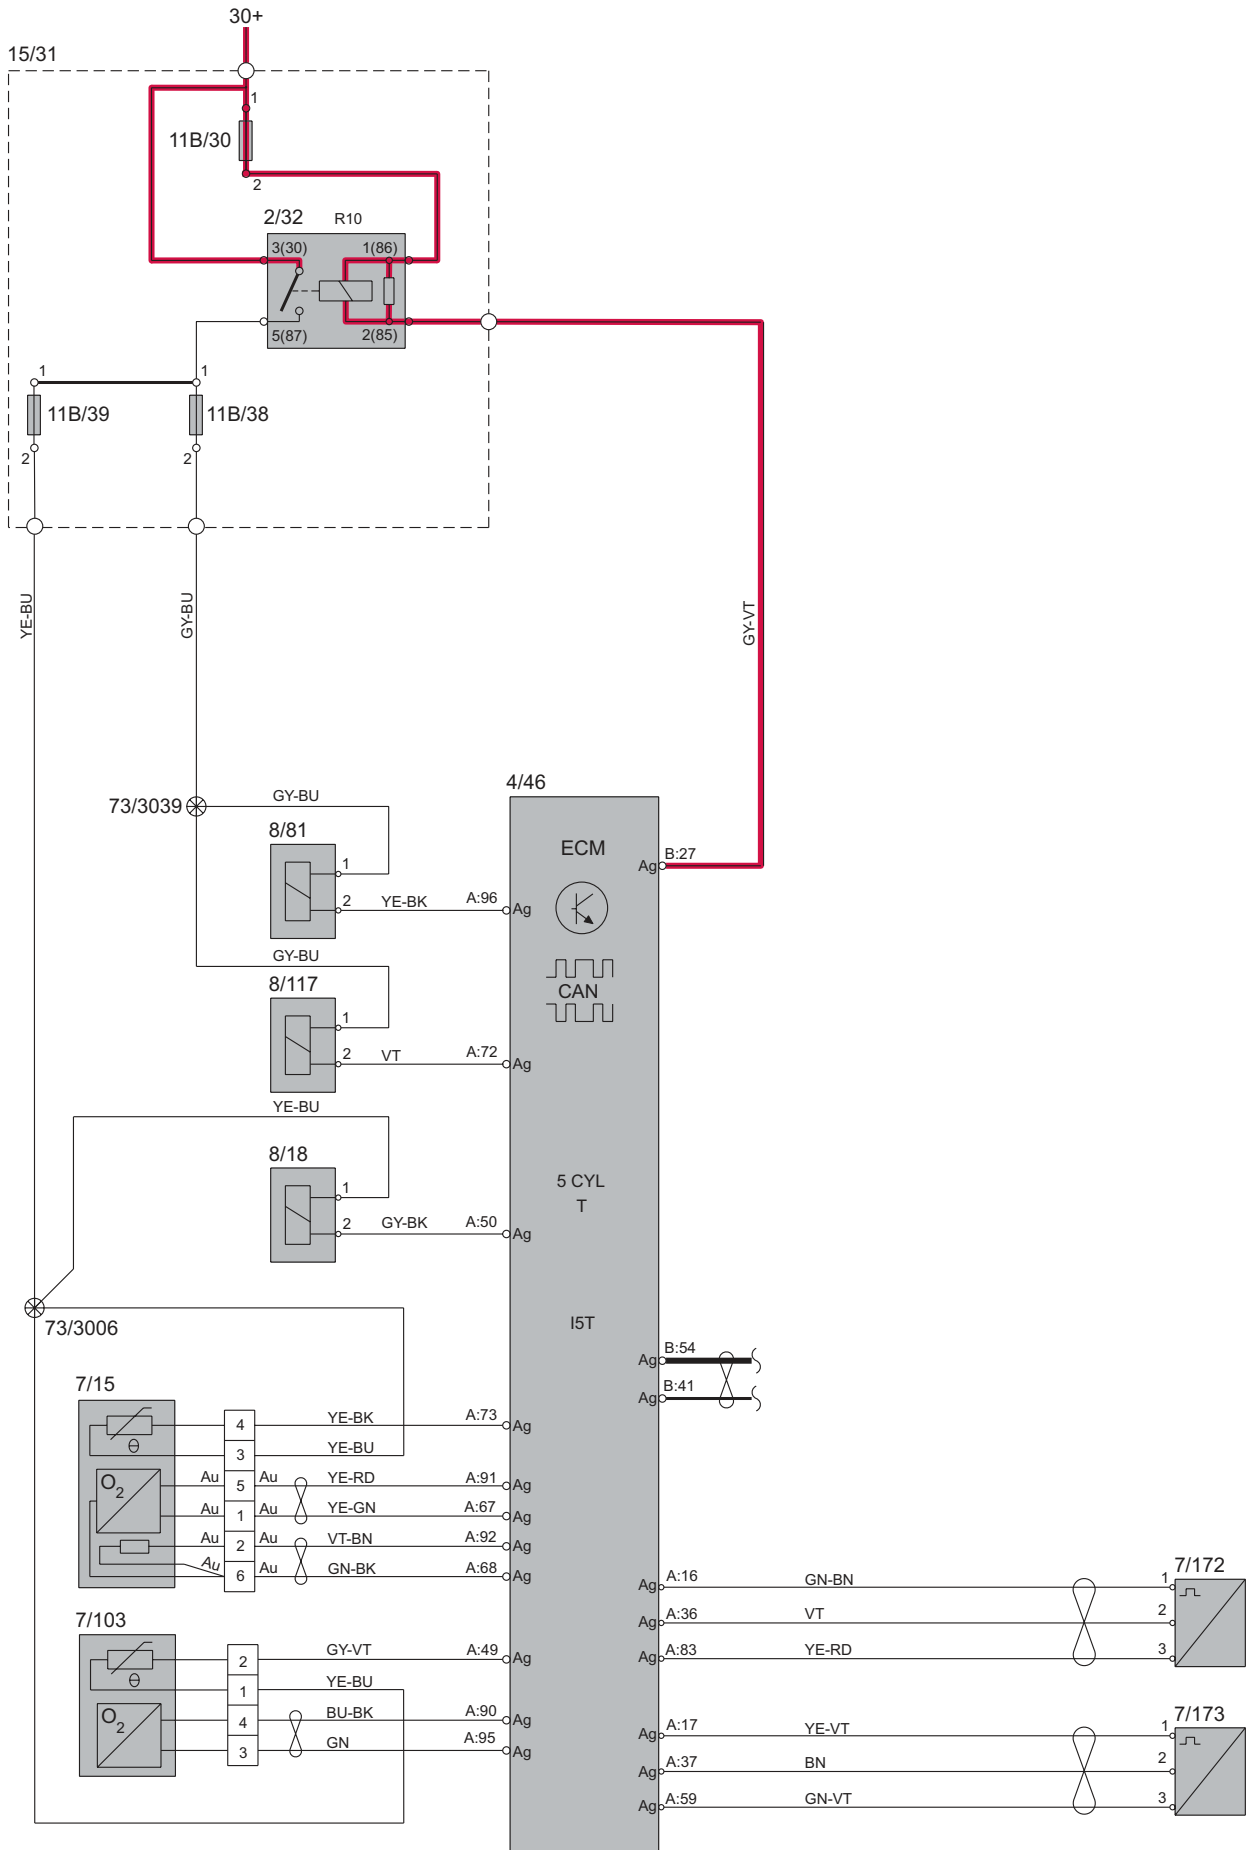 30+
15/31
1
11B/30
2
2/32 R10
3(30) 1(86)
5(87) 2(85)
1 1
11B/39 11B/38
2 2
YE-BU
GY-BU
GY-VT
4/46
73/3039 GY-BU
8/81
ECM
1
Ag B:27
2 YE-BK A:96 Ag
GY-BU
8/117
CAN
1
2 VT A:72 Ag
YE-BU
8/18
1
5 CYL
T
2 GY-BK A:50 Ag
73/3006
I5T
Ag B:54
Ag B:41
7/15
4 YE-BK A:73 Ag
θ 3 YE-BU
O2 Au 5 Au YE-RD A:91 Ag
Au 1 Au YE-GN A:67 Ag
Au 2 Au VT-BN A:92 Ag
Au 6 Au GN-BK A:68 Ag
7/172
Ag A:16 GN-BN 1
Ag A:36 VT 2
Ag A:83 YE-RD 3
7/103
2 GY-VT A:49 Ag
θ 1 YE-BU
O2 4 BU-BK A:90 Ag
3 GN A:95 Ag
7/173
Ag A:17 YE-VT 1
Ag A:37 BN 2
Ag A:59 GN-VT 3